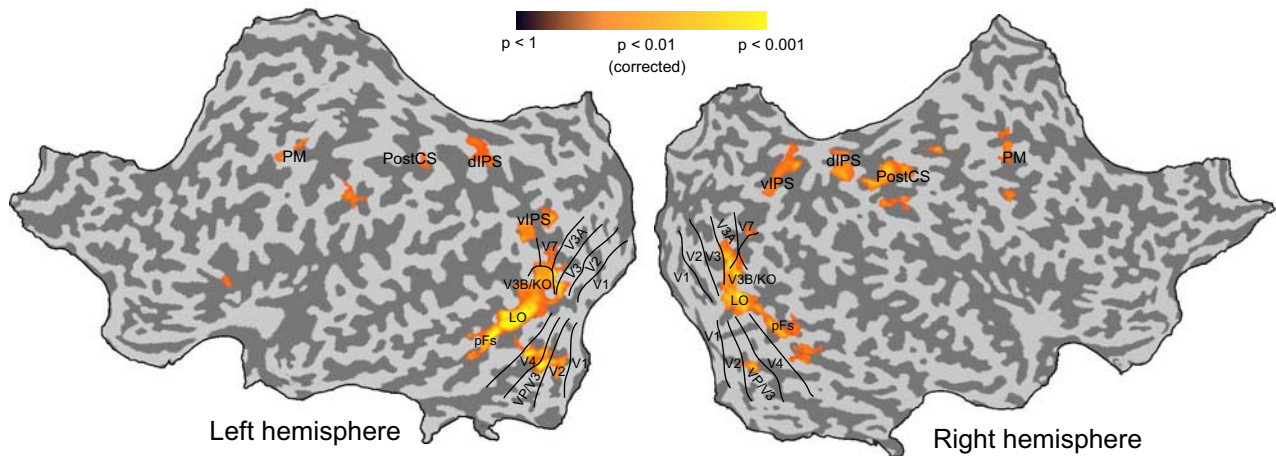 p < 1
p < 0.01
p < 0.001
(corrected)
PM
PostCS
dIPS
vIPS
V7
V3A
V3
V2
V1
V3B/KO
LO
pFs
V4
VP/V3
V2
V1
Left hemisphere
vIPS
dIPS
PostCS
PM
V7
V3A
V3
V2
V1
V3B/KO
LO
pFs
V1
V2
VP/V3
V4
Right hemisphere